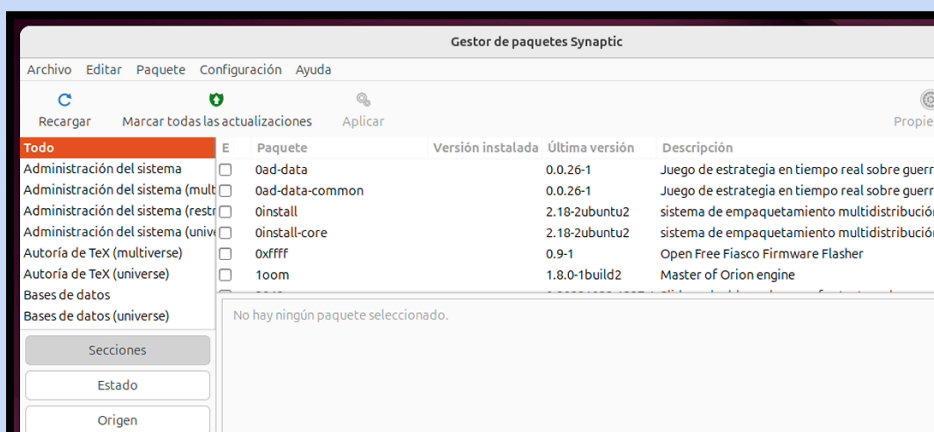 Gestor de paquetes Synaptic
Archivo Editar Paquete Configuración Ayuda
Recargar Marcar todas las actualizaciones Aplicar
Todo
Administración del sistema
Administración del sistema
Administración del sistema
Administración del sistema
Autoría de TeX (multiverse)
Autoría de TeX (universe)
Bases de datos
Bases de datos (universe)
E Paquete Versión instalada Última versión Descripción
0ad-data 0.0.26-1 Juego de estrategia en tiempo real sobre
0ad-data-common 0.0.26-1 Juego de estrategia en tiempo real sobre
0install 2.18-2ubuntu2 sistema de empaquetamiento multidistribución
0install-core 2.18-2ubuntu2 sistema de empaquetamiento multidistribución
0xffff 0.9-1 Open Free Fiasco Firmware Flasher
1oom 1.8.0-1build2 Master of Orion engine
No hay ningún paquete seleccionado.
Secciones
Estado
Origen